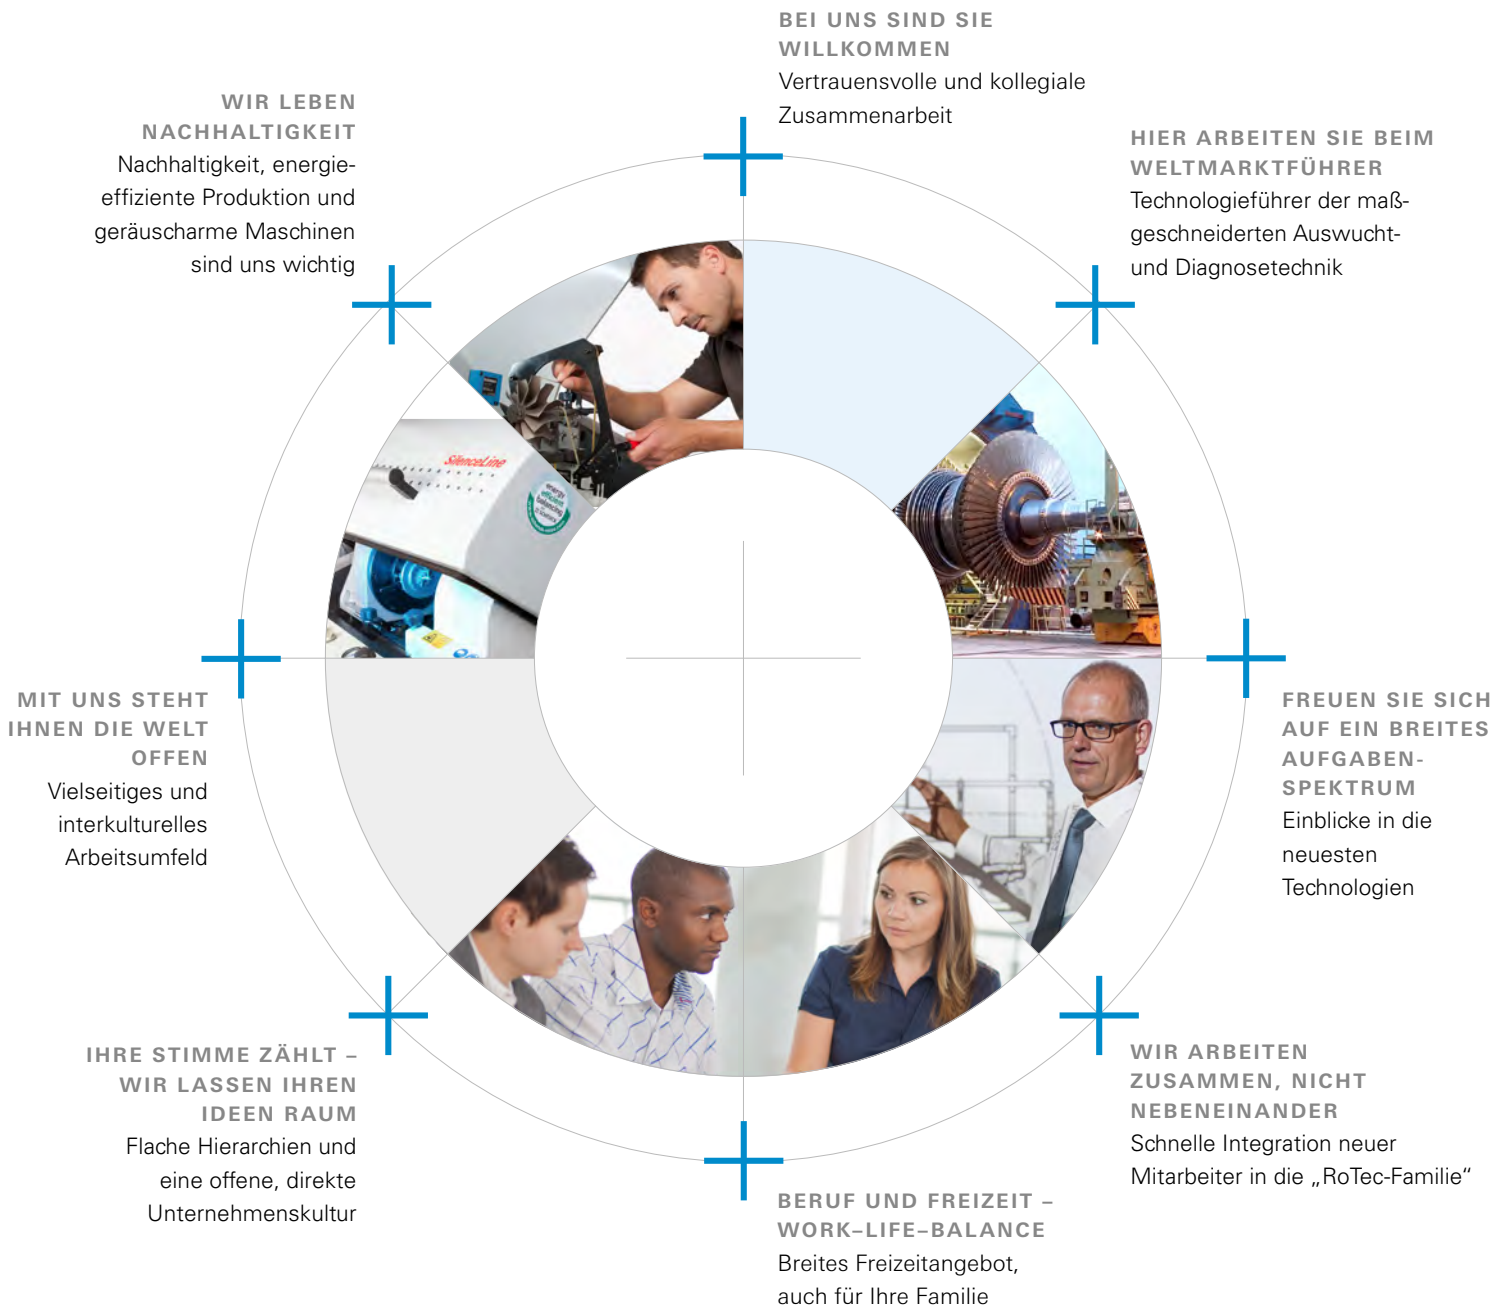 BEI UNS SIND SIE
WILLKOMMEN
Vertrauensvolle und kollegiale
Zusammenarbeit
HIER ARBEITEN SIE BEIM
WELTMARKTFÜHRER
Technologieführer der maß-
geschneiderten Auswucht-
und Diagnosetechnik
FREUEN SIE SICH
AUF EIN BREITES
AUFGABEN-
SPEKTRUM
Einblicke in die
neuesten
Technologien
WIR ARBEITEN
ZUSAMMEN, NICHT
NEBENEINANDER
Schnelle Integration neuer
Mitarbeiter in die „RoTec-Familie“
BERUF UND FREIZEIT –
WORK–LIFE–BALANCE
Breites Freizeitangebot,
auch für Ihre Familie
IHRE STIMME ZÄHLT –
WIR LASSEN IHREN
IDEEN RAUM
Flache Hierarchien und
eine offene, direkte
Unternehmenskultur
MIT UNS STEHT
IHNEN DIE WELT
OFFEN
Vielseitiges und
interkulturelles
Arbeitsumfeld
WIR LEBEN
NACHHALTIGKEIT
Nachhaltigkeit, energie-
effiziente Produktion und
geräuscharme Maschinen
sind uns wichtig
SilenceLine
energy
efficient
balancing